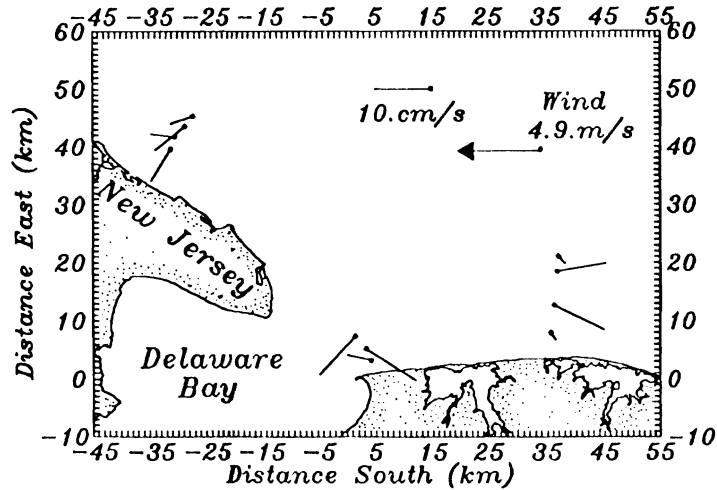 -45 -35 -25 -15 -5 5 15 25 35 45 55
60 60
50 50
10.cm/s
Wind
4.9.m/s
40 40
30 30
New Jersey
20 20
10 10
Delaware
Bay
0 0
-10 -10
-45 -35 -25 -15 -5 5 15 25 35 45 55
Distance South (km)
Distance East (km)